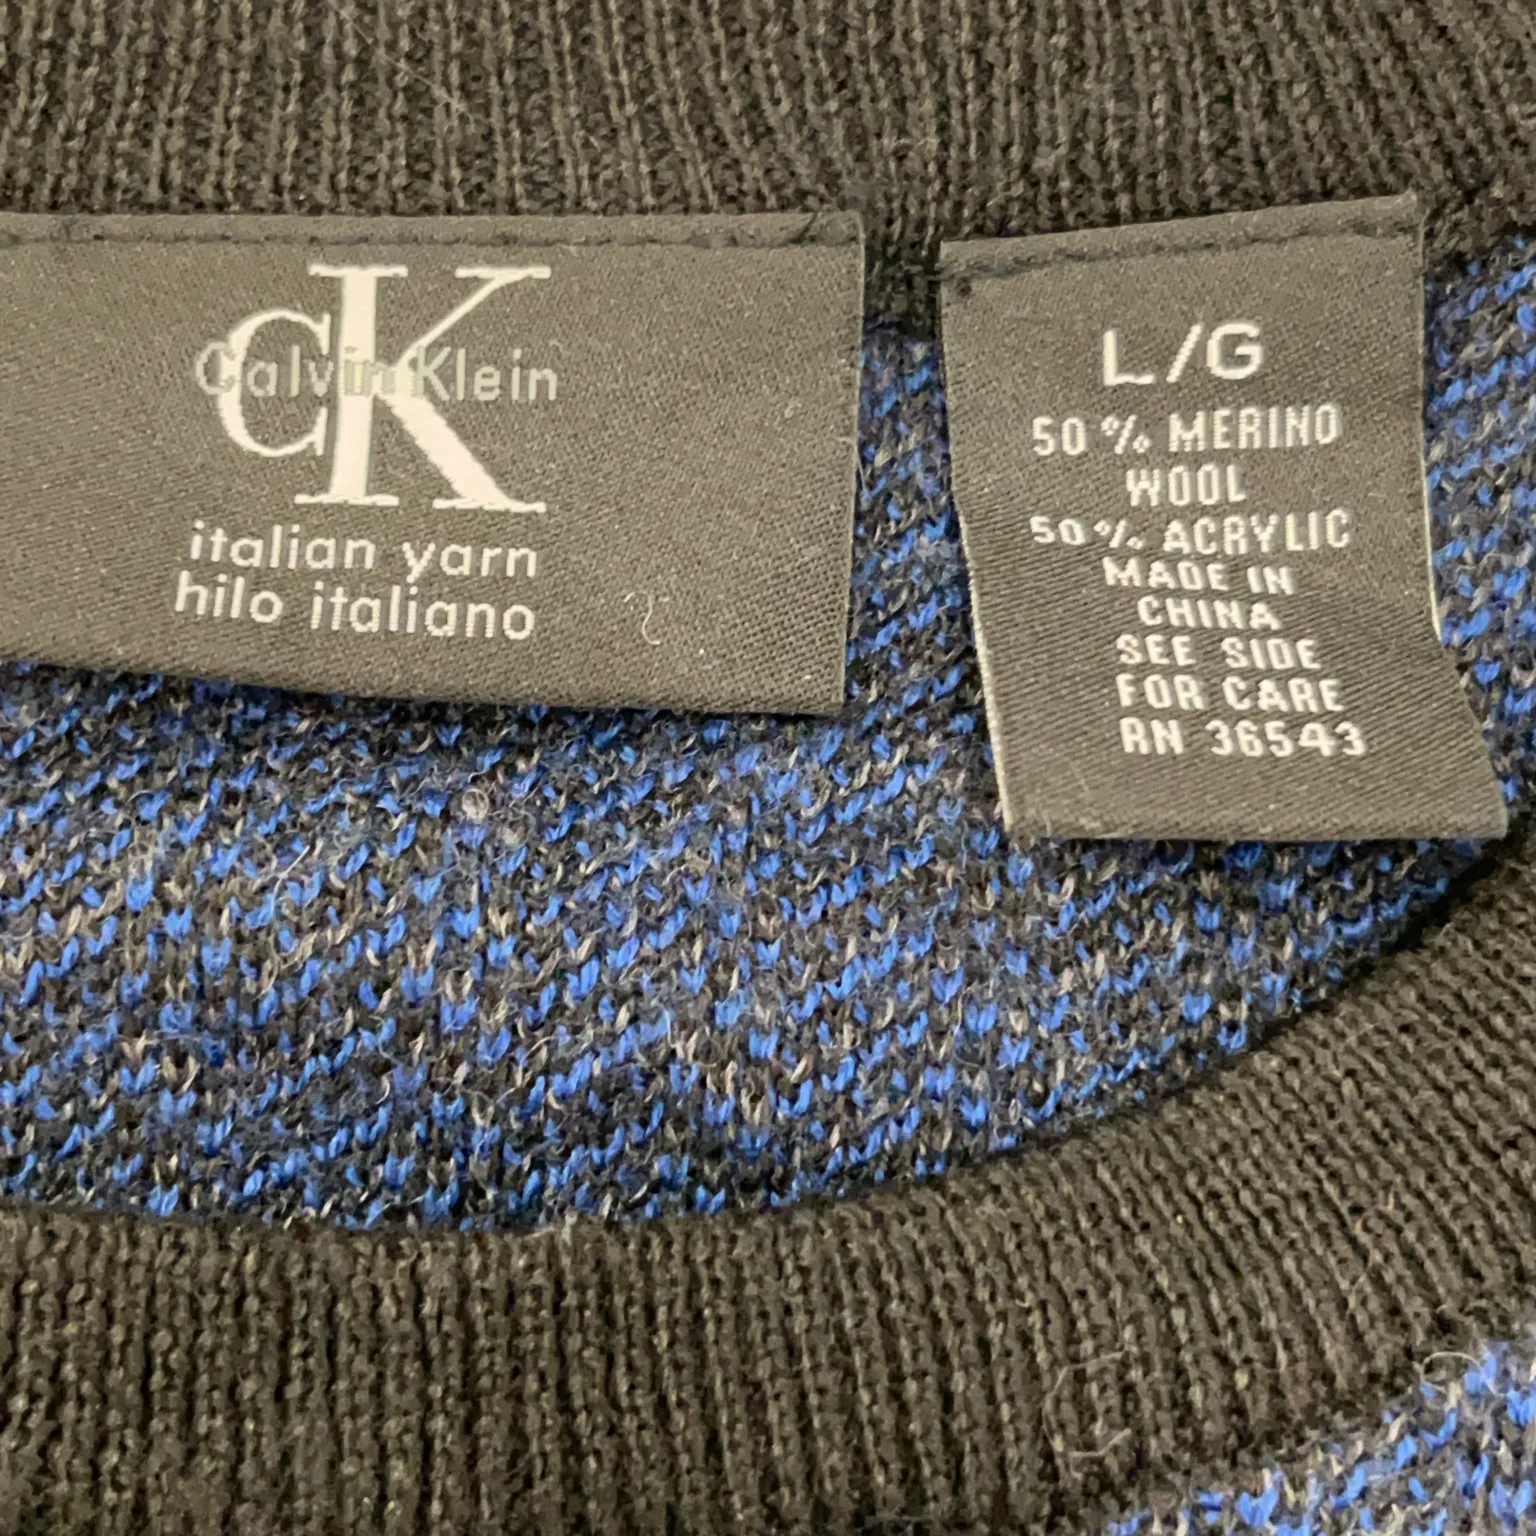 cK
Calvin Klein
italian yarn
hilo italiano
L/G
50 % MERINO
WOOL
50 % ACRYLIC
MADE IN
CHINA
SEE SIDE
FOR CARE
RN 36543